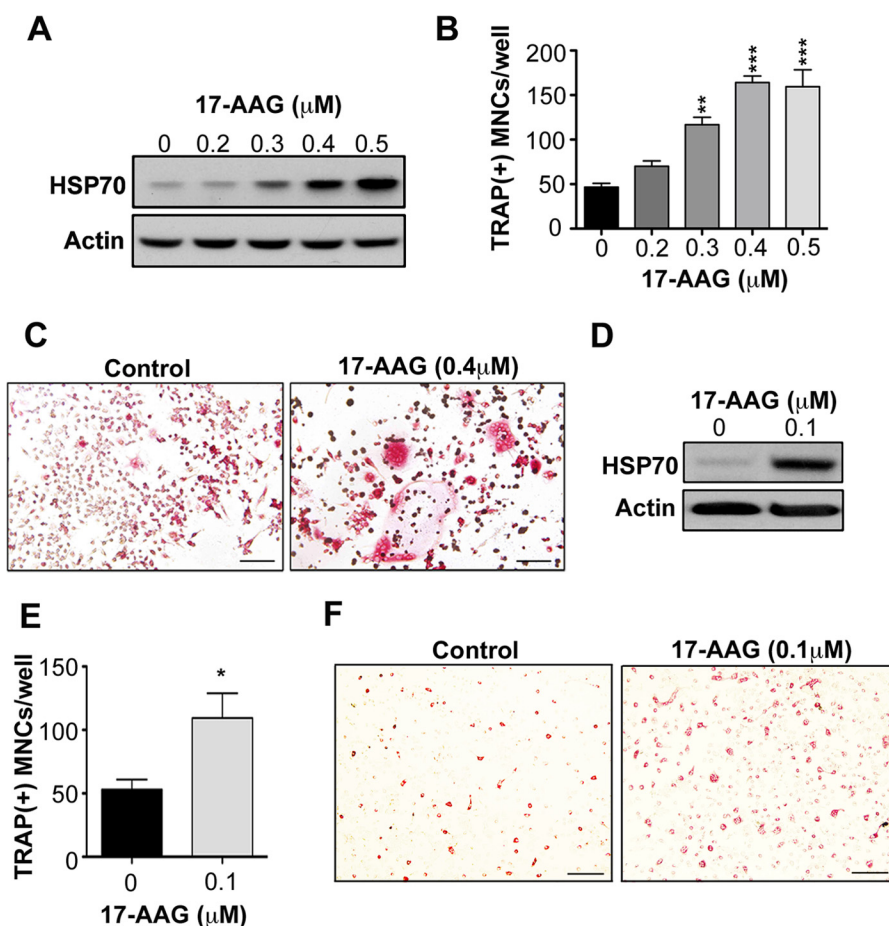 A
17-AAG (μM)
0 0.2 0.3 0.4 0.5
HSP70
Actin
B
TRAP(+) MNCs/well
200
150
100
50
0
** *** ***
0 0.2 0.3 0.4 0.5
17-AAG (μM)
C
Control
17-AAG (0.4μM)
D
17-AAG (μM)
0 0.1
HSP70
Actin
E
TRAP(+) MNCs/well
150
100
50
0
*
0 0.1
17-AAG (μM)
F
Control
17-AAG (0.1μM)